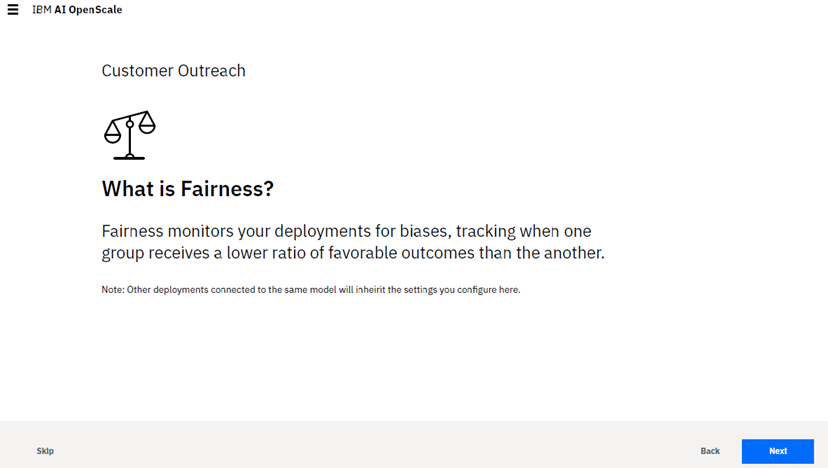 IBM AI OpenScale
Customer Outreach
What is Fairness?
Fairness monitors your deployments for biases, tracking when one
group receives a lower ratio of favorable outcomes than the another.
Note: Other deployments connected to the same model will inheirit the settings you configure here.
Skip
Back
Next